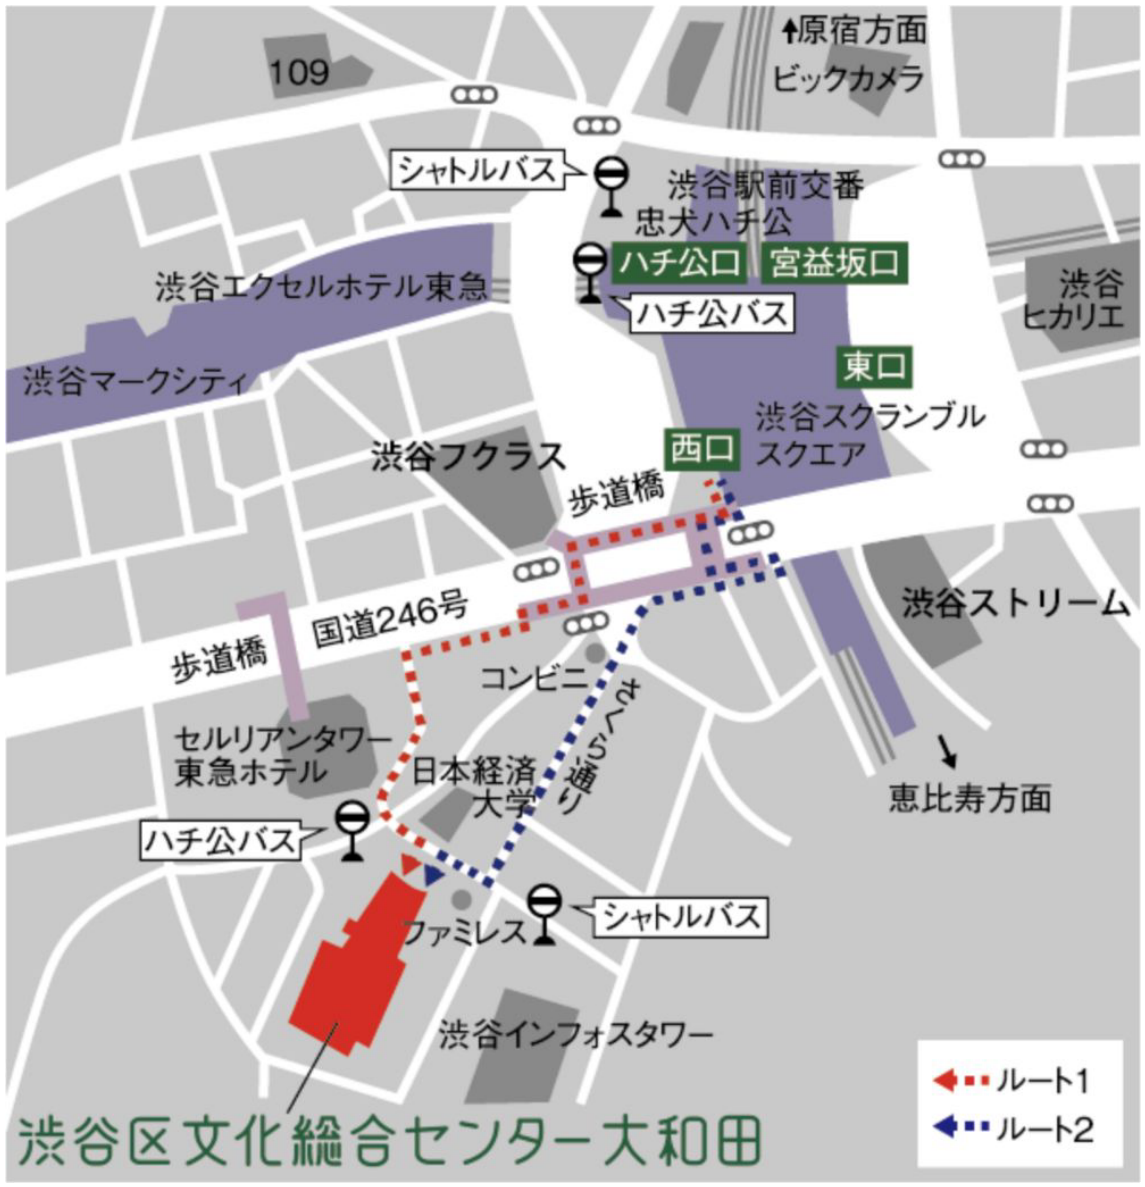 原宿方面
109
ビックカメラ
シャトルバス
渋谷駅前交番
忠犬ハチ公
ハチ公口
宮益坂口
渋谷エクセルホテル東急
ハチ公バス
渋谷
ヒカリエ
渋谷マークシティ
東口
渋谷スクランブル
スクエア
渋谷フクラス
西口
歩道橋
国道246号
渋谷ストリーム
歩道橋
コンビニ
さくら通り
セルリアンタワー
東急ホテル
日本経済
大学
恵比寿方面
ハチ公バス
ファミレス
シャトルバス
渋谷インフォスタワー
ルート1
ルート2
渋谷区文化総合センター大和田